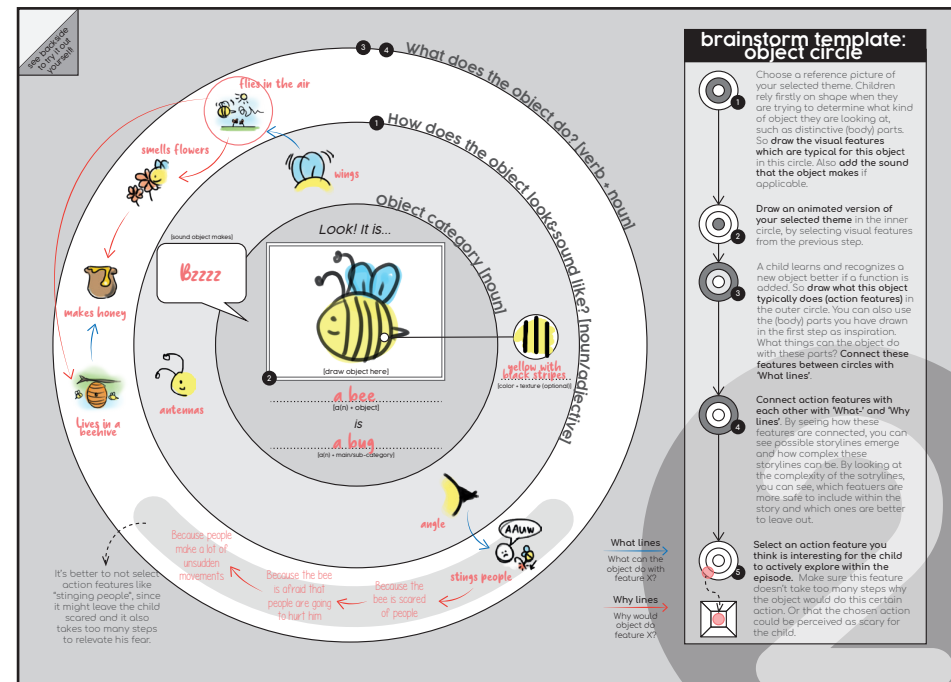 see backside
to try it out
yourself!
3 4 What does the object do? [verb + noun]
1 How does the object look&sound like? [noun/adjective]
Object category [noun]
flies in the air
smells flowers
wings
Look! It is...
[sound object makes]
Bzzzz
makes honey
[draw object here]
2
yellow with
black stripes
[color + texture (optional)]
a bee
[a(n) + object]
is
a bug
[a(n) + main/sub-category]
antennas
Lives in a
beehive
angle
AAUW
stings people
Because the
bee is scared
of people
Because the bee
is afraid that
people are going
to hurt him
Because people
make a lot of
unsudden
movements
It's better to not select
action features like
"stinging people", since
it might leave the child
scared and it also
takes too many steps
to relevate his fear.
What lines
What can the
object do with
feature X?
Why lines
Why would
object do
feature X?
brainstorm template:
object circle
1
Choose a reference picture of
your selected theme. Children
rely firstly on shape when they
are trying to determine what kind
of object they are looking at,
such as distinctive (body) parts.
So draw the visual features
which are typical for this object
in this circle. Also add the sound
that the object makes if
applicable.
2
Draw an animated version of
your selected theme in the inner
circle, by selecting visual features
from the previous step.
3
A child learns and recognizes a
new object better if a function is
added. So draw what this object
typically does (action features) in
the outer circle. You can also use
the (body) parts you have drawn
in the first step as inspiration.
What things can the object do
with these parts? Connect these
features between circles with
'What lines'.
4
Connect action features with
each other with 'What-' and 'Why
lines'. By seeing how these
features are connected, you can
see possible storylines emerge
and how complex these
storylines can be. By looking at
the complexity of the sotrylines,
you can see, which featuers are
more safe to include within the
story and which ones are better
to leave out.
5
Select an action feature you
think is interesting for the child
to actively explore within the
episode. Make sure this feature
doesn't take too many steps why
the object would do this certain
action. Or that the chosen action
could be perceived as scary for
the child.
2